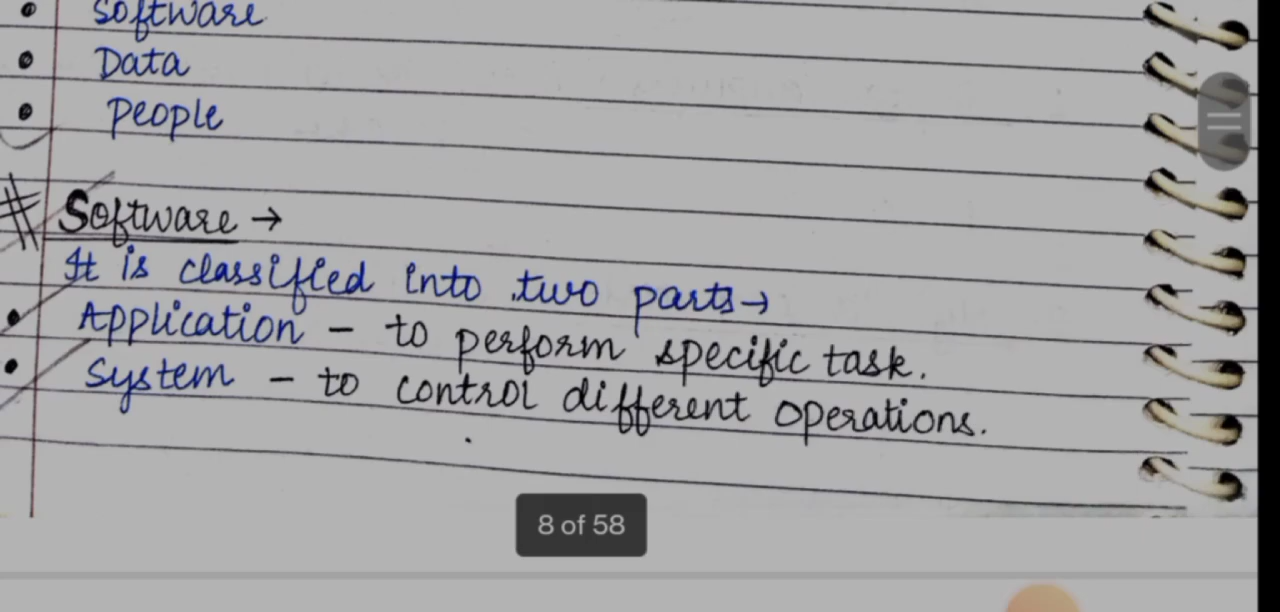 • Software
• Data
• People
# Software →
It is classified into two parts→
• Application - to perform specific task.
• System - to control different operations.
8 of 58